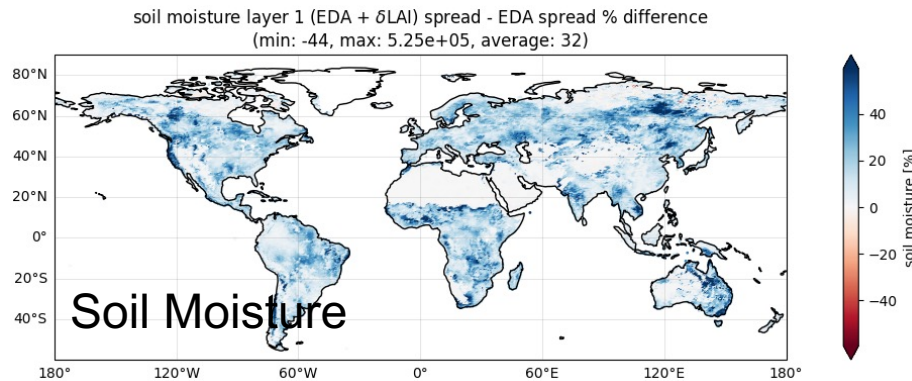 soil moisture layer 1 (EDA + δLAI) spread - EDA spread % difference
(min: -44, max: 5.25e+05, average: 32)
80°N
60°N
40°N
20°N
0°
20°S
40°S
180°
120°W
60°W
0°
60°E
120°E
180°
Soil Moisture
40
20
0
−20
−40
soil moisture [%]